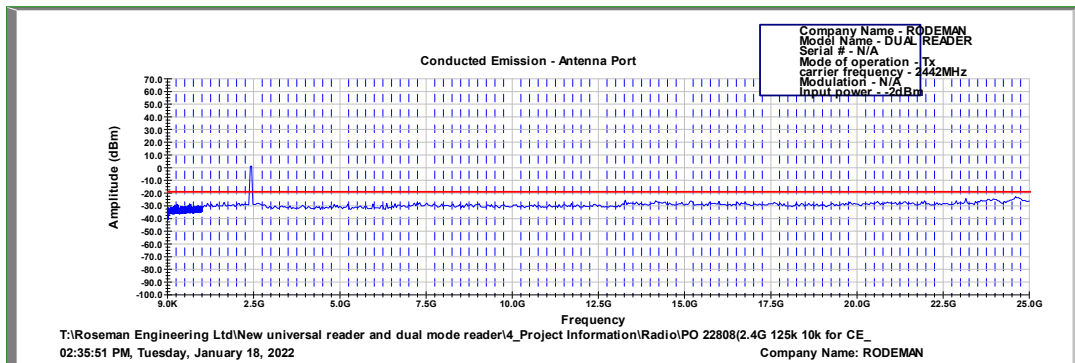 Company Name - RODEMAN
Model Name - DUAL READER
Serial # - N/A
Mode of operation - Tx
carrier frequency - 2442MHz
Modulation - N/A
Input power - -2dBm
Conducted Emission - Antenna Port
Amplitude (dBm)
70.0
60.0
50.0
40.0
30.0
20.0
10.0
0
-10.0
-20.0
-30.0
-40.0
-50.0
-60.0
-70.0
-80.0
-90.0
-100.0
9.0K 2.5G 5.0G 7.5G 10.0G 12.5G 15.0G 17.5G 20.0G 22.5G 25.0G
Frequency
T:\Roseman Engineering Ltd\New universal reader and dual mode reader\4_Project Information\Radio\PO 22808(2.4G 125k 10k for CE_
02:35:51 PM, Tuesday, January 18, 2022 Company Name: RODEMAN